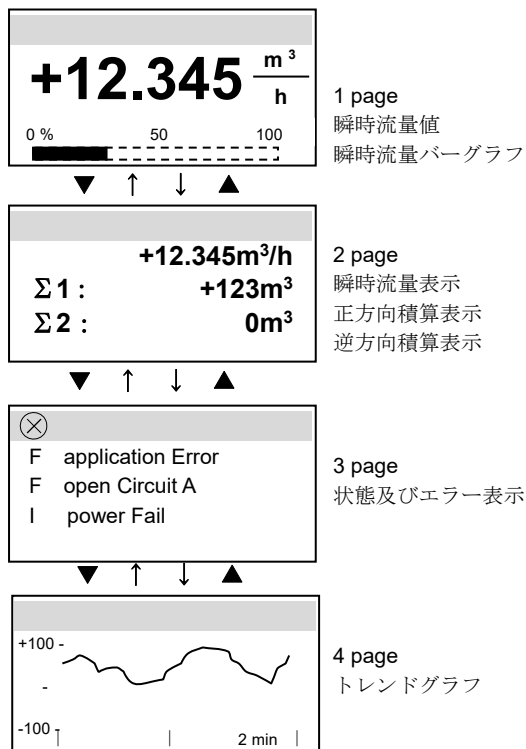 +12.345 m³
h
0 % 50 100
1 page
瞬時流量値
瞬時流量バーグラフ
▼ ↑ ↓ ▲
+12.345m³/h
Σ1 : +123m³
Σ2 : 0m³
2 page
瞬時流量表示
正方向積算表示
逆方向積算表示
▼ ↑ ↓ ▲
F application Error
F open Circuit A
I power Fail
3 page
状態及びエラー表示
▼ ↑ ↓ ▲
+100 -
-
-100 -
2 min
4 page
トレンドグラフ